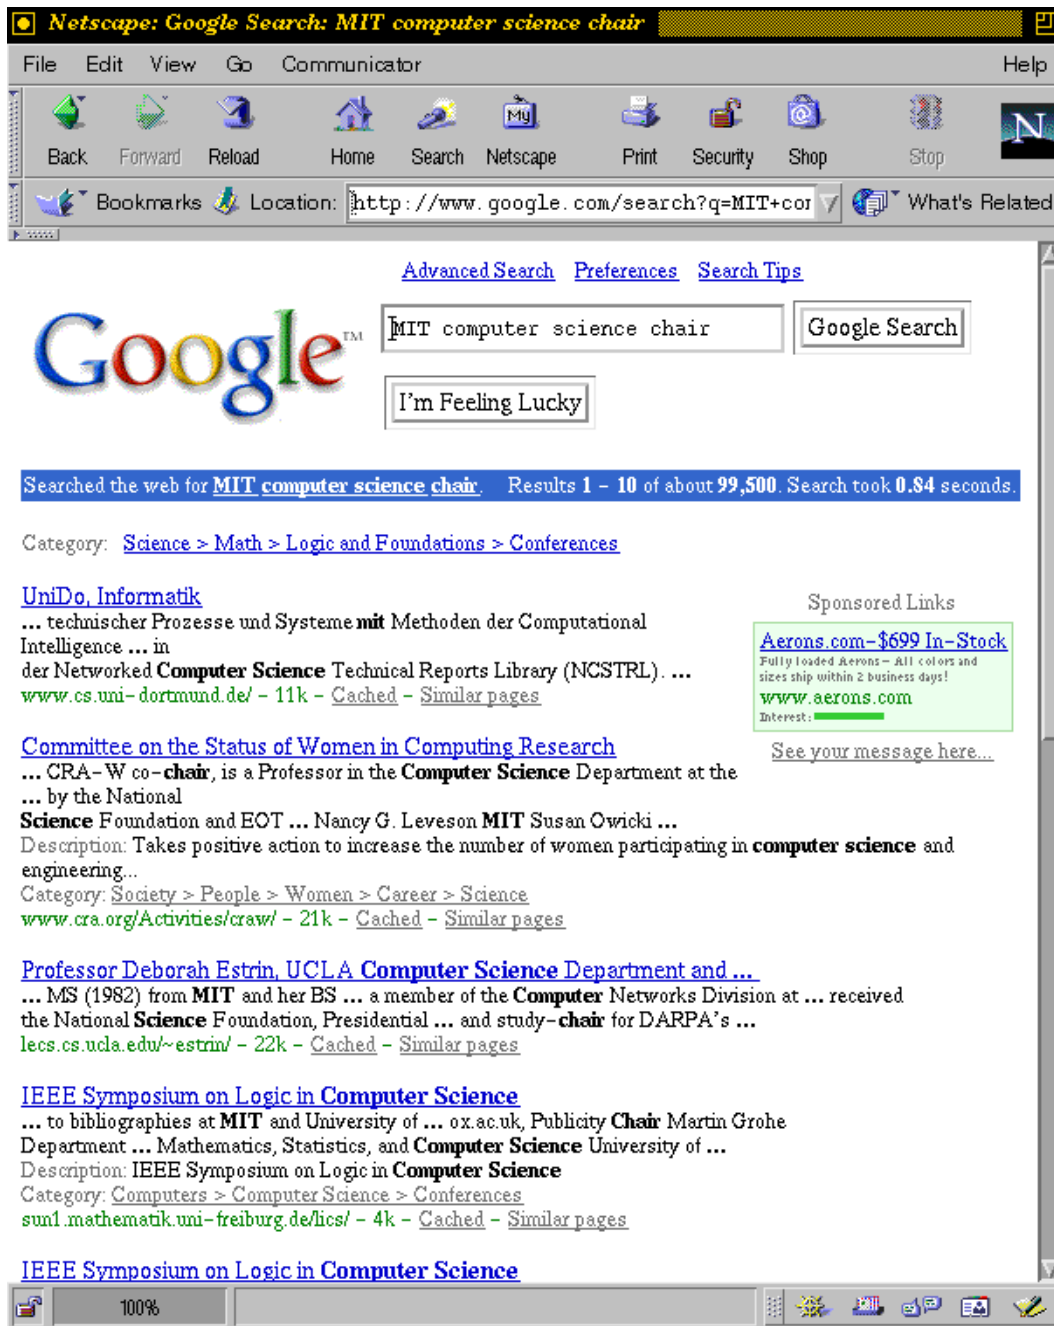 Netscape: Google Search: MIT computer science chair
File Edit View Go Communicator Help
My
N
Back Forward Reload Home Search Netscape Print Security Shop Stop
Bookmarks Location: http://www.google.com/search?q=MIT+cor What's Related
Advanced Search Preferences Search Tips
Google™
MIT computer science chair Google Search
I'm Feeling Lucky
Searched the web for MIT computer science chair. Results 1 - 10 of about 99,500. Search took 0.84 seconds.
Category: Science > Math > Logic and Foundations > Conferences
UniDo, Informatik
... technischer Prozesse und Systeme mit Methoden der Computational
Intelligence ... in
der Networked Computer Science Technical Reports Library (NCSTRL). ...
www.cs.uni-dortmund.de/ - 11k - Cached - Similar pages
Sponsored Links
Aerons.com-$699 In-Stock
Fully loaded Aerons- All colors and
sizes ship within 2 business days!
www.aerons.com
Interest:
See your message here...
Committee on the Status of Women in Computing Research
... CRA-W co-chair, is a Professor in the Computer Science Department at the
... by the National
Science Foundation and EOT ... Nancy G. Leveson MIT Susan Owicki ...
Description: Takes positive action to increase the number of women participating in computer science and
engineering...
Category: Society > People > Women > Career > Science
www.cra.org/Activities/craw/ - 21k - Cached - Similar pages
Professor Deborah Estrin, UCLA Computer Science Department and ...
... MS (1982) from MIT and her BS ... a member of the Computer Networks Division at ... received
the National Science Foundation, Presidential ... and study-chair for DARPA's ...
lecs.cs.ucla.edu/~estrin/ - 22k - Cached - Similar pages
IEEE Symposium on Logic in Computer Science
... to bibliographies at MIT and University of ... ox.ac.uk, Publicity Chair Martin Grohe
Department ... Mathematics, Statistics, and Computer Science University of ...
Description: IEEE Symposium on Logic in Computer Science
Category: Computers > Computer Science > Conferences
sun1.mathematik.uni-freiburg.de/lics/ - 4k - Cached - Similar pages
IEEE Symposium on Logic in Computer Science
100%